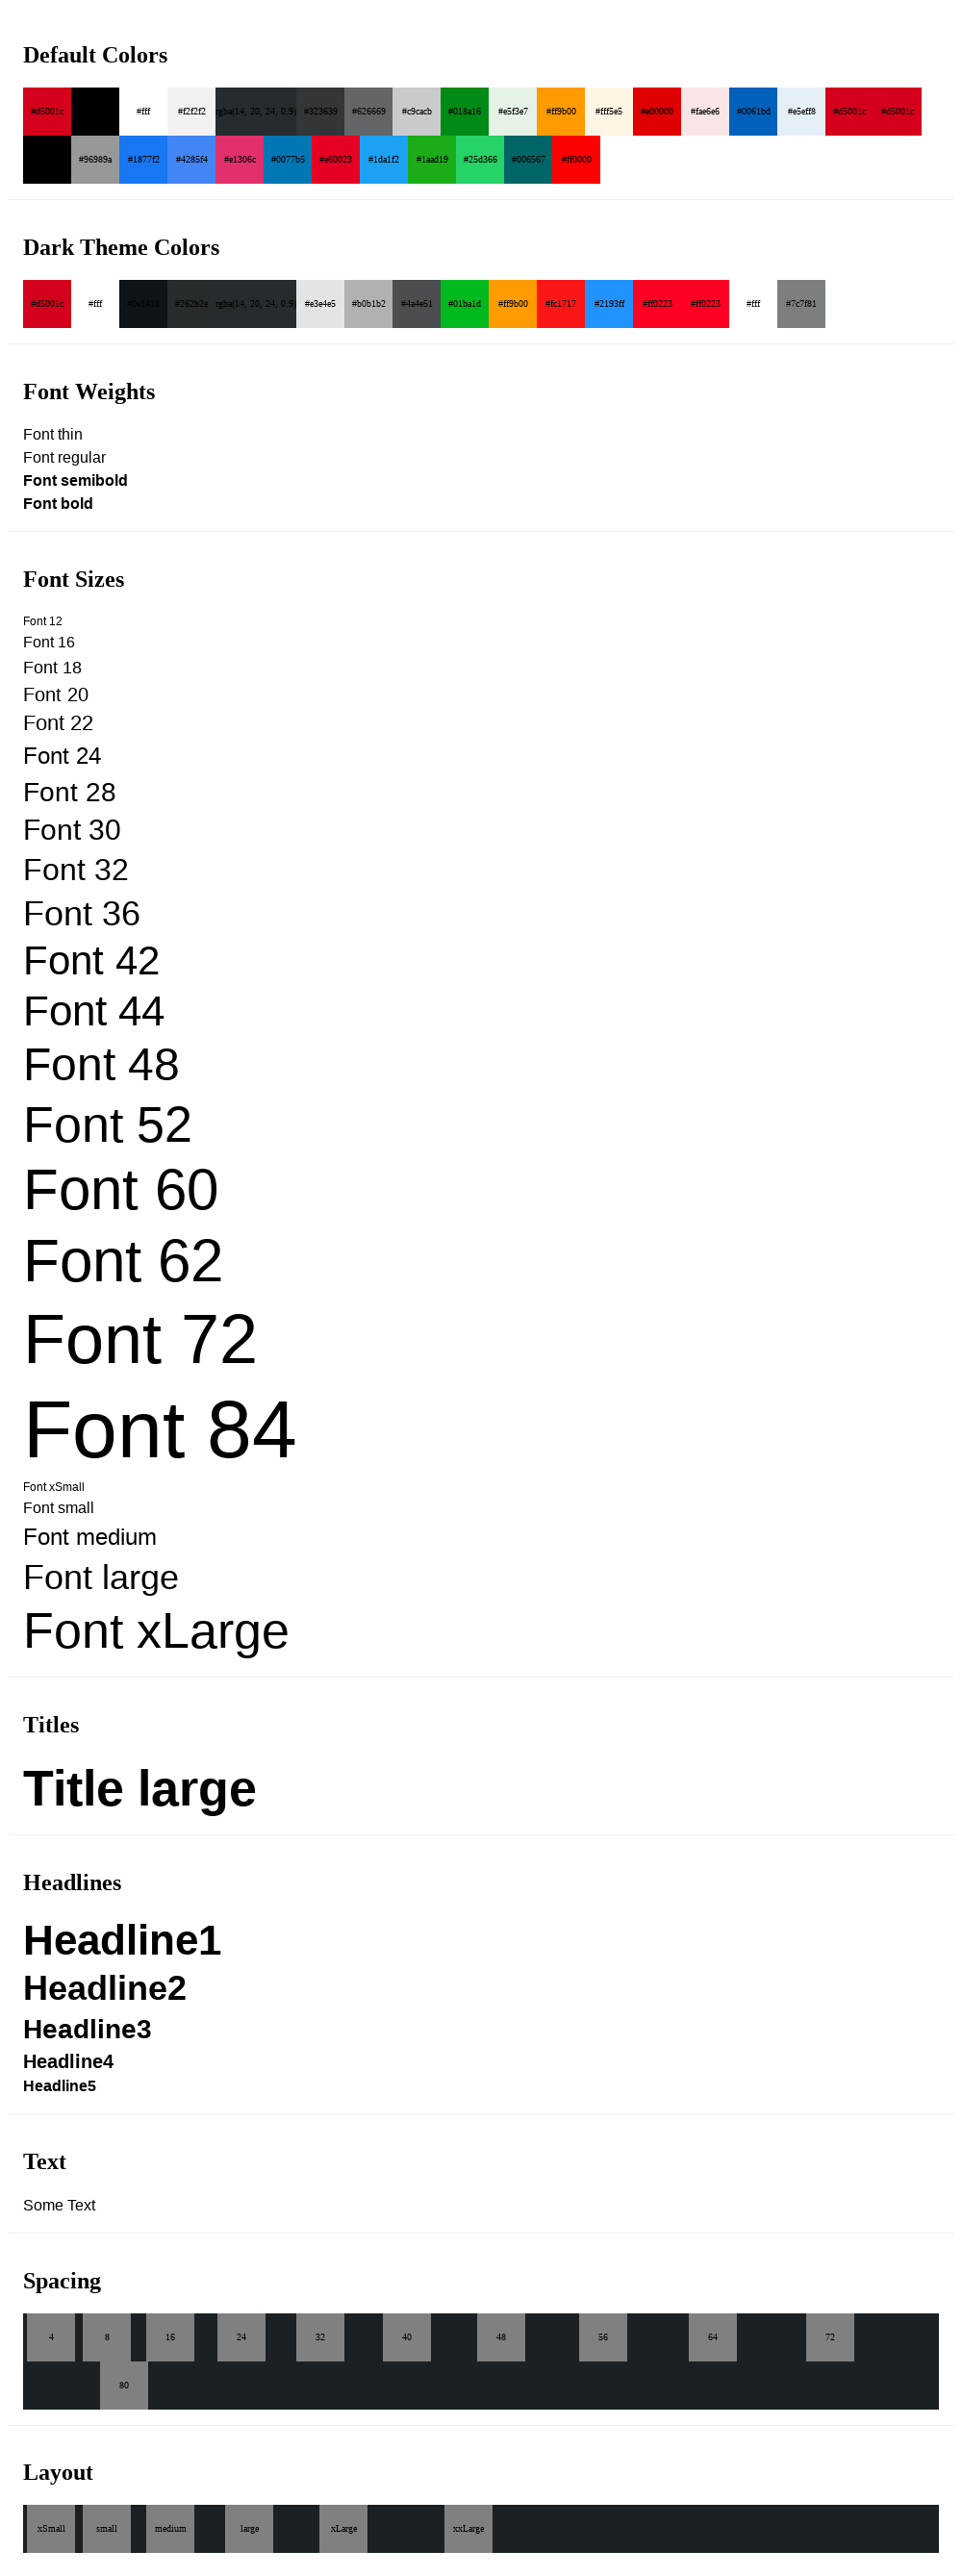 Default Colors
#d5001c #fff #f2f2f2 rgba(14, 20, 24, 0.9) #323639 #626669 #c9cacb #018a16 #e5f3e7 #ff9b00 #fff5e5 #e00000 #fae6e6 #0061bd #e5eff8 #d5001c #d5001c
#96989a #1877f2 #4285f4 #e1306c #0077b5 #e60023 #1da1f2 #1aad19 #25d366 #006567 #ff0000
Dark Theme Colors
#d5001c #fff #0e1418 #262b2e rgba(14, 20, 24, 0.9) #e3e4e5 #b0b1b2 #4a4e51 #01ba1d #ff9b00 #fc1717 #2193ff #ff0223 #ff0223 #fff #7c7f81
Font Weights
Font thin
Font regular
Font semibold
Font bold
Font Sizes
Font 12
Font 16
Font 18
Font 20
Font 22
Font 24
Font 28
Font 30
Font 32
Font 36
Font 42
Font 44
Font 48
Font 52
Font 60
Font 62
Font 72
Font 84
Font xSmall
Font small
Font medium
Font large
Font xLarge
Titles
Title large
Headlines
Headline1
Headline2
Headline3
Headline4
Headline5
Text
Some Text
Spacing
4 8 16 24 32 40 48 56 64 72
80
Layout
xSmall small medium large xLarge xxLarge